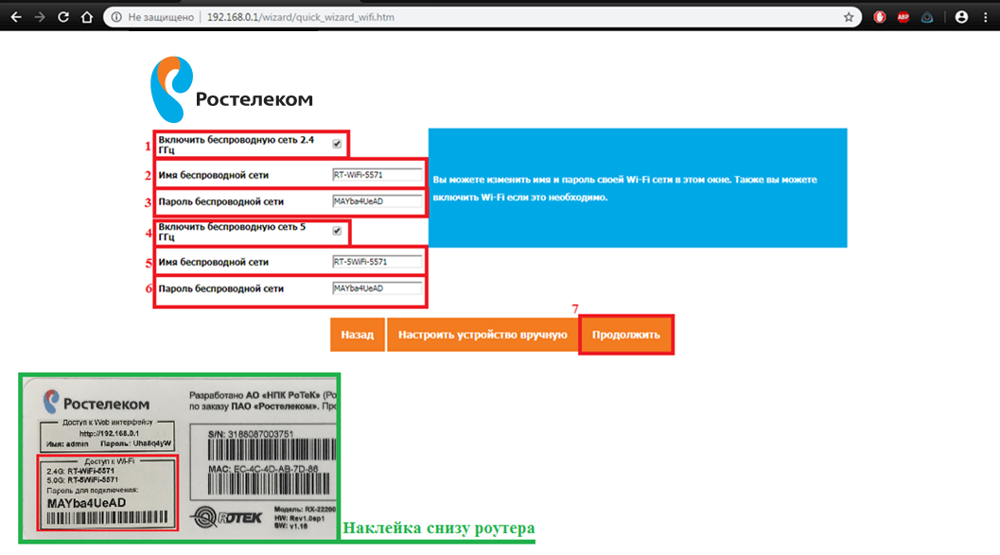 Не защищено | 192.168.0.1/wizard/quick_wizard_wifi.htm
ABP
Ростелеком
1 Включить беспроводную сеть 2.4 ГГц
2 Имя беспроводной сети RT-WiFi-5571
3 Пароль беспроводной сети MAYba4UeAD
4 Включить беспроводную сеть 5 ГГц
5 Имя беспроводной сети RT-5WiFi-5571
6 Пароль беспроводной сети MAYba4UeAD
Вы можете изменить имя и пароль своей Wi-Fi сети в этом окне. Также вы можете
включить Wi-Fi если это необходимо.
7
Назад
Настроить устройство вручную
Продолжить
Ростелеком
Доступ к Web интерфейсу
http://192.168.0.1
Имя: admin Пароль: Uhs8q4yW
Доступ к Wi-Fi
2.4G: RT-WiFi-5571
5.0G: RT-5WiFi-5571
Пароль для подключения:
MAYba4UeAD
Разработано АО «НПК РоТеК» (Ро
по заказу ПАО «Ростелеком». Про
S/N: 3188087003751
MAC: EC-4C-4D-AB-7D-86
ROTEK
Модель: RX-22200
HW: Rev1.0sp1
SW: v1.16
Наклейка снизу роутера